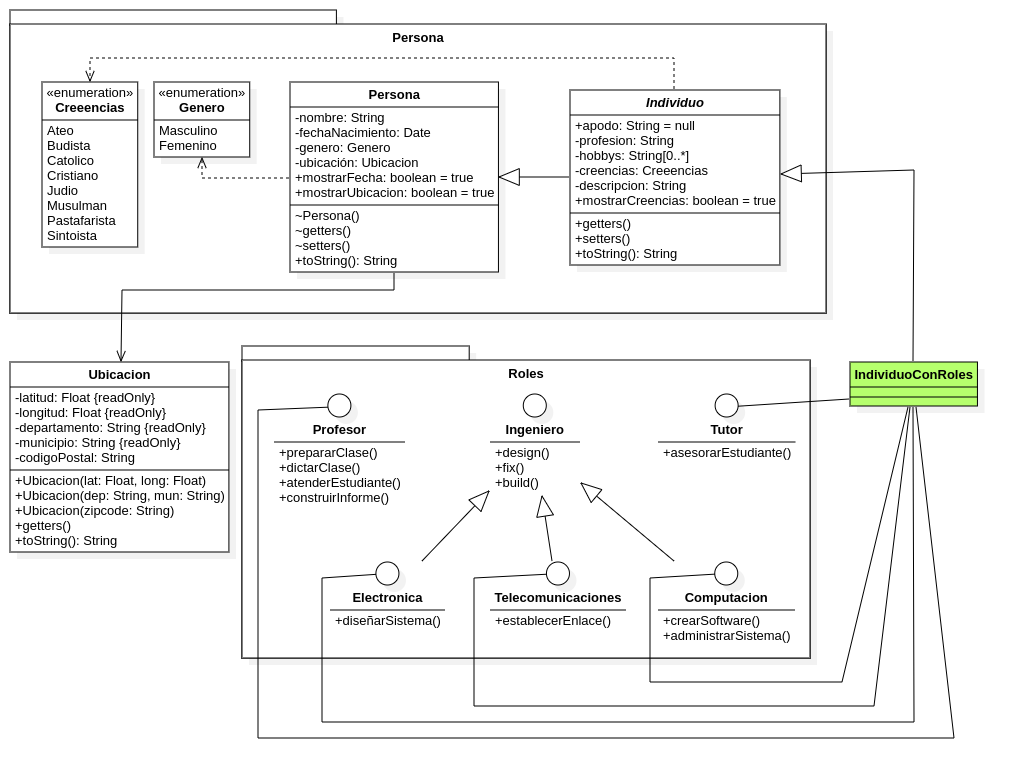 Persona
«enumeration»
Creeencias
Ateo
Budista
Catolico
Cristiano
Judio
Musulman
Pastafarista
Sintoista
«enumeration»
Genero
Masculino
Femenino
Persona
-nombre: String
-fechaNacimiento: Date
-genero: Genero
-ubicación: Ubicacion
+mostrarFecha: boolean = true
+mostrarUbicacion: boolean = true
~Persona()
~getters()
~setters()
+toString(): String
Individuo
+apodo: String = null
-profesion: String
-hobbys: String[0..*]
-creencias: Creeencias
-descripcion: String
+mostrarCreencias: boolean = true
+getters()
+setters()
+toString(): String
Ubicacion
-latitud: Float {readOnly}
-longitud: Float {readOnly}
-departamento: String {readOnly}
-municipio: String {readOnly}
-codigoPostal: String
+Ubicacion(lat: Float, long: Float)
+Ubicacion(dep: String, mun: String)
+Ubicacion(zipcode: String)
+getters()
+toString(): String
Roles
Profesor
+prepararClase()
+dictarClase()
+atenderEstudiante()
+construirInforme()
Ingeniero
+design()
+fix()
+build()
Tutor
+asesorarEstudiante()
Electronica
+diseñarSistema()
Telecomunicaciones
+establecerEnlace()
Computacion
+crearSoftware()
+administrarSistema()
IndividuoConRoles